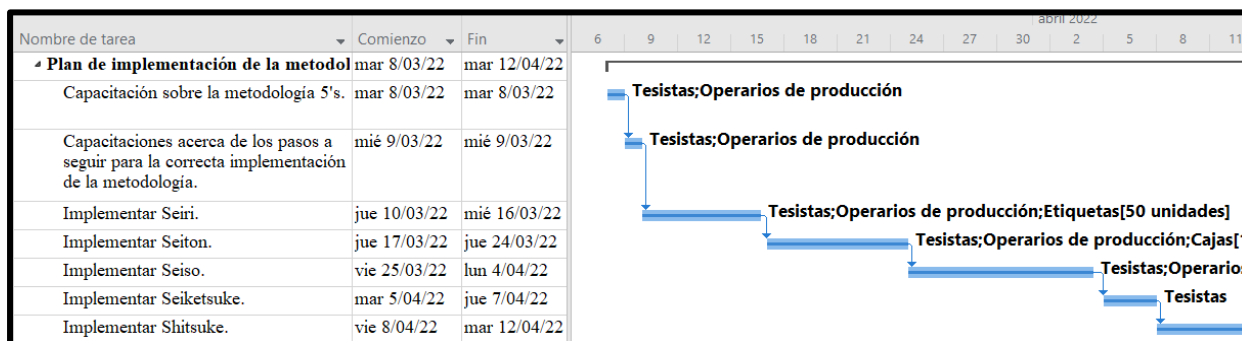 abril 2022
Nombre de tarea Comienzo Fin 6 9 12 15 18 21 24 27 30 2 5 8 11
Plan de implementación de la metodol mar 8/03/22 mar 12/04/22
Capacitación sobre la metodología 5's. mar 8/03/22 mar 8/03/22 Tesistas;Operarios de producción
Capacitaciones acerca de los pasos a mié 9/03/22 mié 9/03/22 Tesistas;Operarios de producción
seguir para la correcta implementación
de la metodología.
Implementar Seiri. jue 10/03/22 mié 16/03/22 Tesistas;Operarios de producción;Etiquetas[50 unidades]
Implementar Seiton. jue 17/03/22 jue 24/03/22 Tesistas;Operarios de producción;Cajas[
Implementar Seiso. vie 25/03/22 lun 4/04/22 Tesistas;Operarios
Implementar Seiketsuke. mar 5/04/22 jue 7/04/22 Tesistas
Implementar Shitsuke. vie 8/04/22 mar 12/04/22